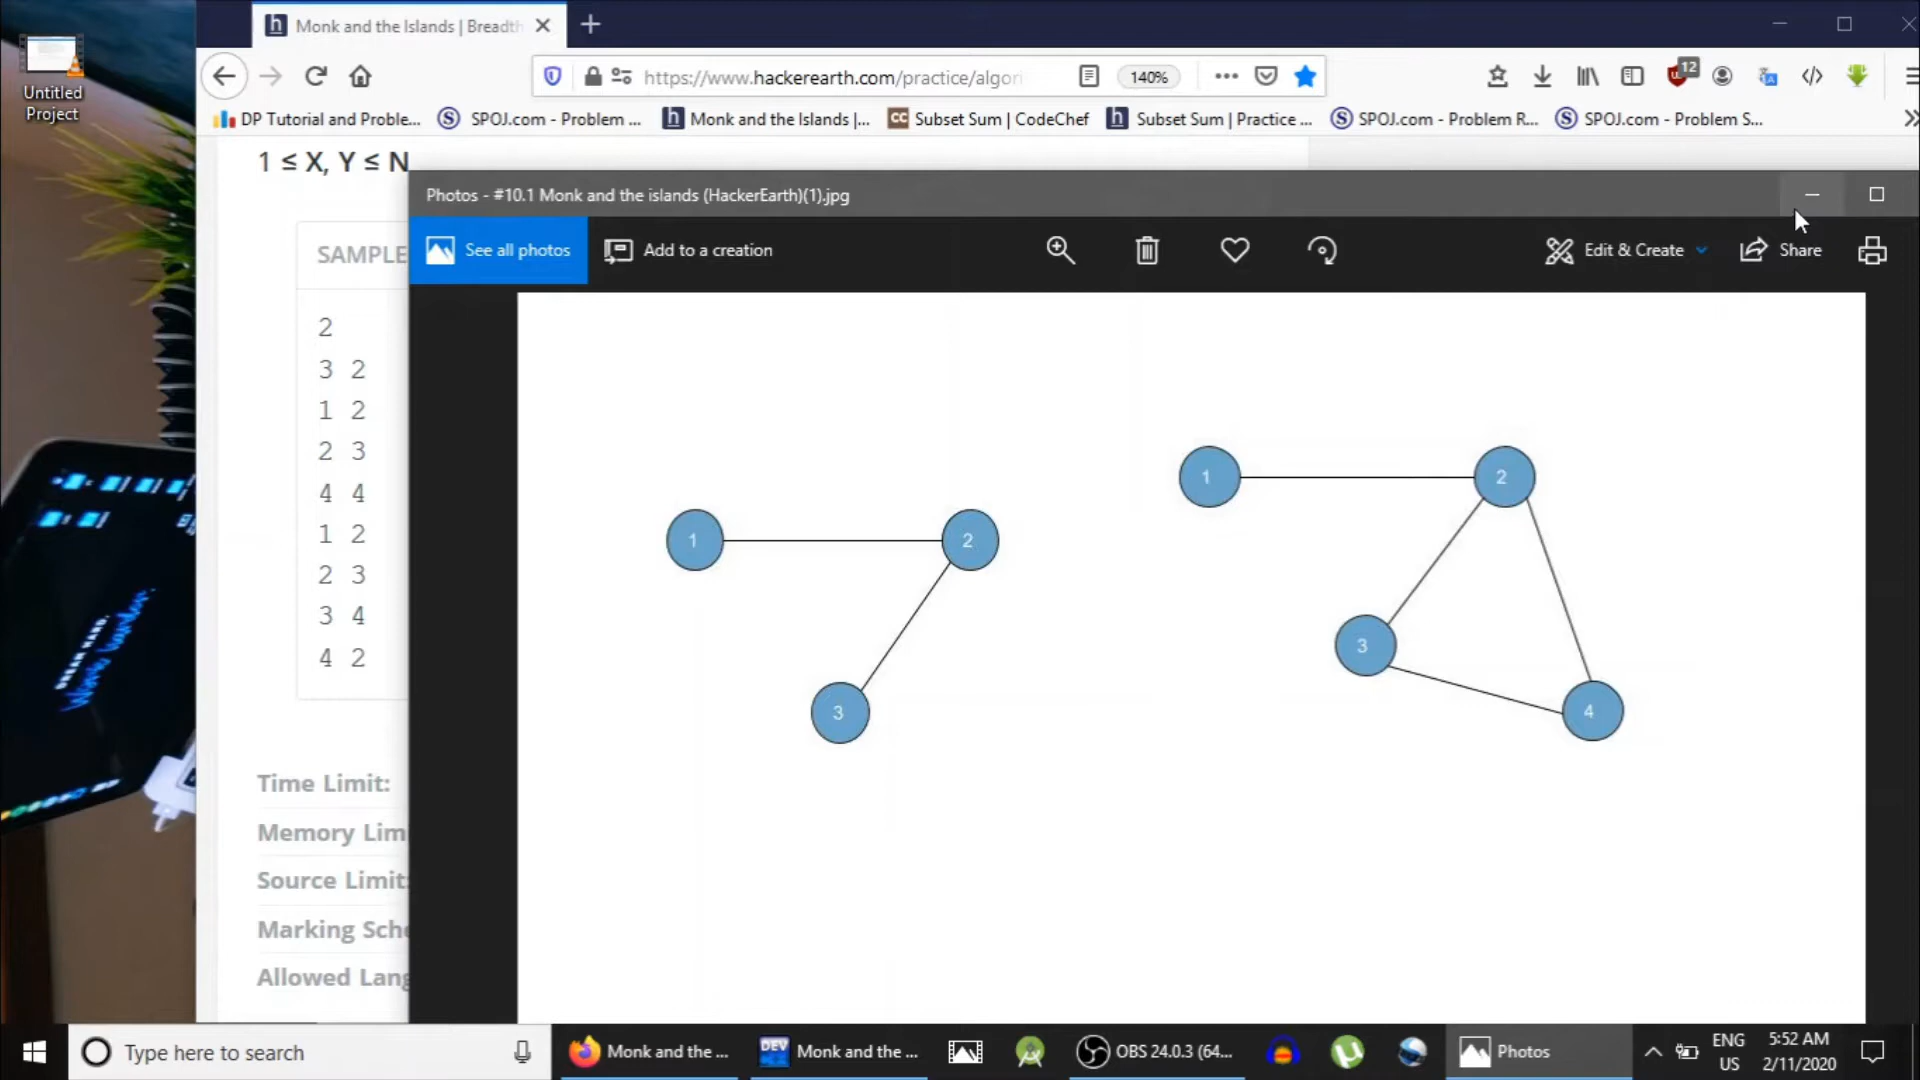 Untitled
Project
Monk and the Islands | Breadth
https://www.hackerearth.com/practice/algori
140%
12
DP Tutorial and Proble...
SPOJ.com - Problem ...
Monk and the Islands |...
CC
Subset Sum | CodeChef
Subset Sum | Practice ...
SPOJ.com - Problem R...
SPOJ.com - Problem S...
1 ≤ X, Y ≤ N
Photos - #10.1 Monk and the islands (HackerEarth)(1).jpg
See all photos
Add to a creation
Edit & Create
Share
SAMPLE
2
3 2
1 2
2 3
4 4
1 2
2 3
3 4
4 2
1
2
3
1
2
3
4
Time Limit:
Memory Lim
Source Limit:
Marking Sche
Allowed Lang
Type here to search
Monk and the ...
DEV
Monk and the ...
OBS 24.0.3 (64...
Photos
ENG
US
5:52 AM
2/11/2020